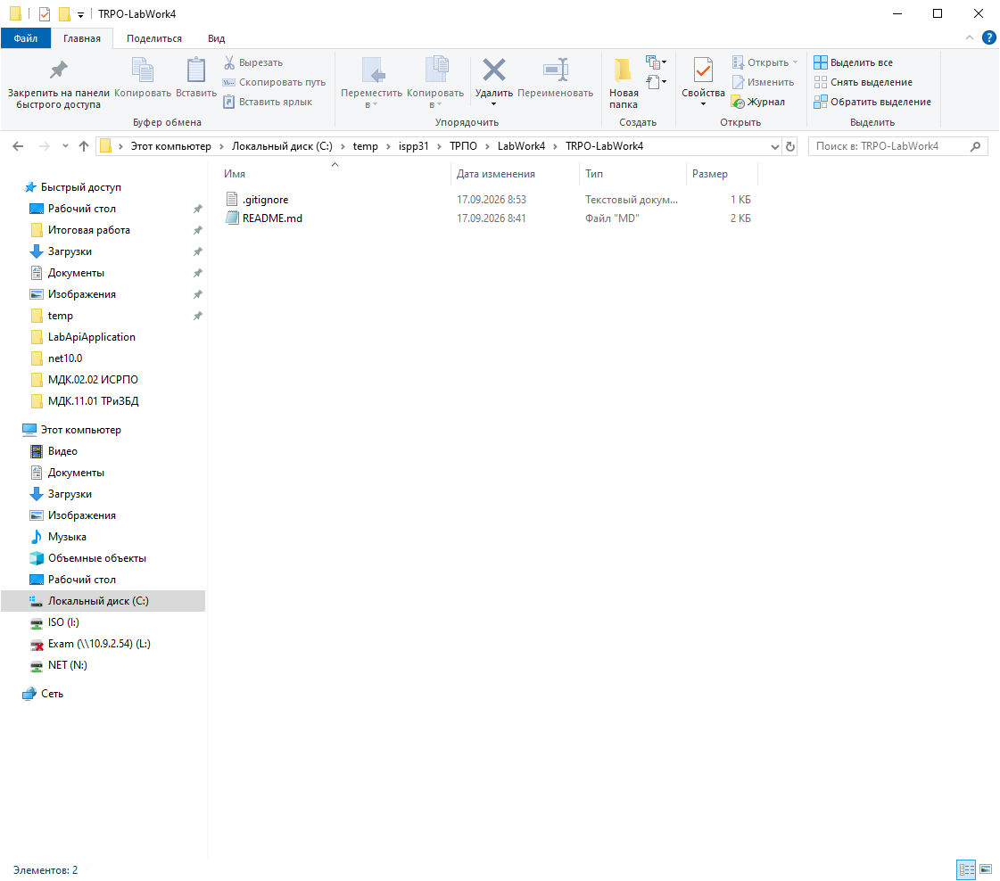 TRPO-LabWork4
Файл Главная Поделиться Вид
Закрепить на панели быстрого доступа
Копировать
Вставить
Вырезать
Скопировать путь
Вставить ярлык
Буфер обмена
Переместить в
Копировать в
Удалить
Переименовать
Упорядочить
Новая папка
Создать
Свойства
Открыть
Изменить
Журнал
Открыть
Выделить все
Снять выделение
Обратить выделение
Выделить
Этот компьютер › Локальный диск (C:) › temp › ispp31 › ТРПО › LabWork4 › TRPO-LabWork4
Поиск в: TRPO-LabWork4
Быстрый доступ
Рабочий стол
Итоговая работа
Загрузки
Документы
Изображения
temp
LabApiApplication
net10.0
МДК.02.02 ИСРПО
МДК.11.01 ТРиЗБД
Этот компьютер
Видео
Документы
Загрузки
Изображения
Музыка
Объемные объекты
Рабочий стол
Локальный диск (C:)
ISO (I:)
Exam (\\10.9.2.54) (L:)
NET (N:)
Сеть
Имя Дата изменения Тип Размер
.gitignore 17.09.2026 8:53 Текстовый докум... 1 КБ
README.md 17.09.2026 8:41 Файл "MD" 2 КБ
Элементов: 2